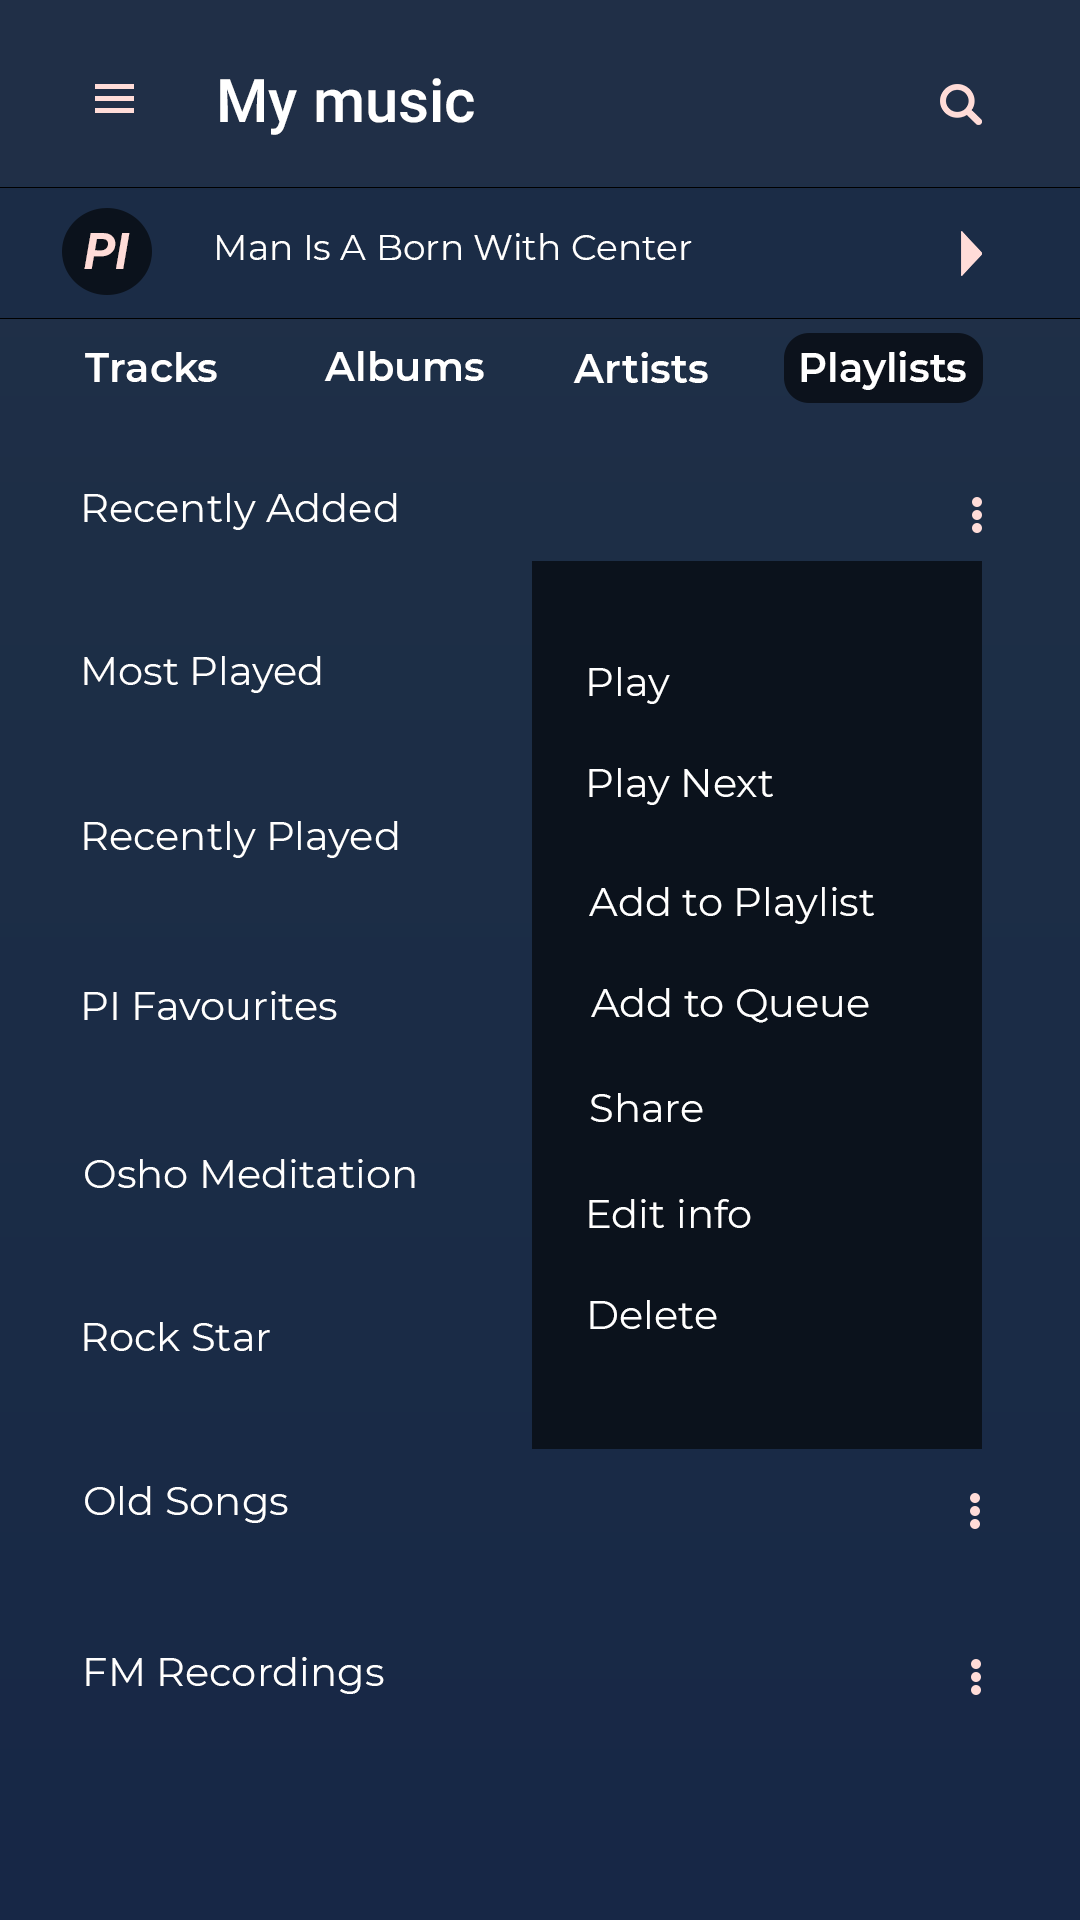 My music
PI
Man Is A Born With Center
Tracks Albums Artists Playlists
Recently Added
Most Played
Recently Played
PI Favourites
Osho Meditation
Rock Star
Old Songs
FM Recordings
Play
Play Next
Add to Playlist
Add to Queue
Share
Edit info
Delete